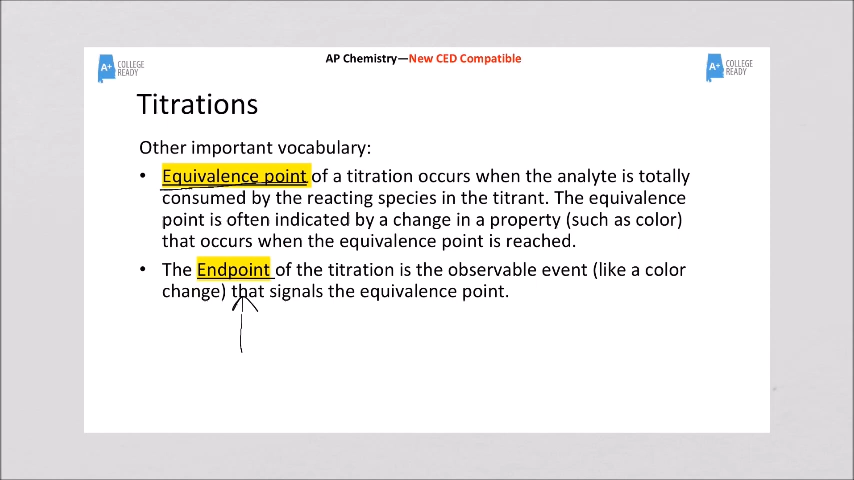 AP Chemistry—New CED Compatible
A+ COLLEGE READY
A+ COLLEGE READY
Titrations
Other important vocabulary:
• Equivalence point of a titration occurs when the analyte is totally
consumed by the reacting species in the titrant. The equivalence
point is often indicated by a change in a property (such as color)
that occurs when the equivalence point is reached.
• The Endpoint of the titration is the observable event (like a color
change) that signals the equivalence point.